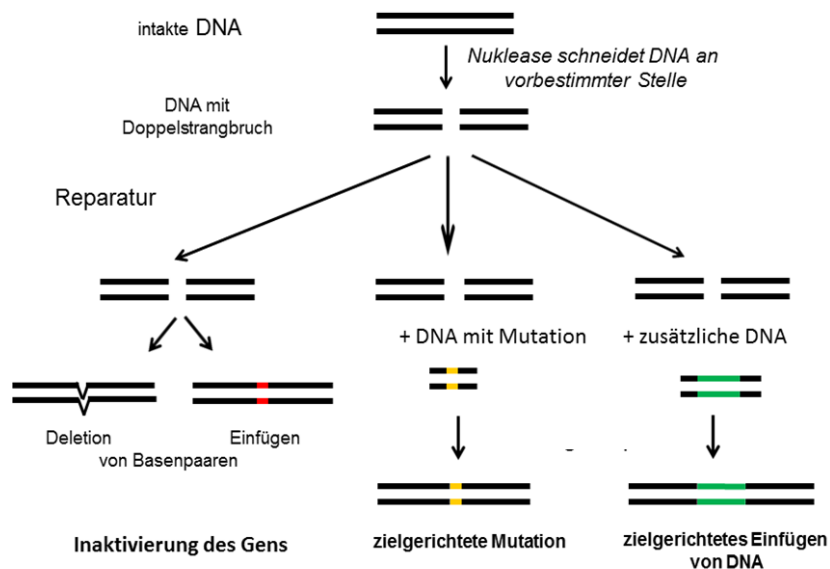 intakte DNA
Nuklease schneidet DNA an
vorbestimmter Stelle
DNA mit
Doppelstrangbruch
Reparatur
+ DNA mit Mutation
+ zusätzliche DNA
Deletion
Einfügen
von Basenpaaren
Inaktivierung des Gens
zielgerichtete Mutation
zielgerichtetes Einfügen
von DNA